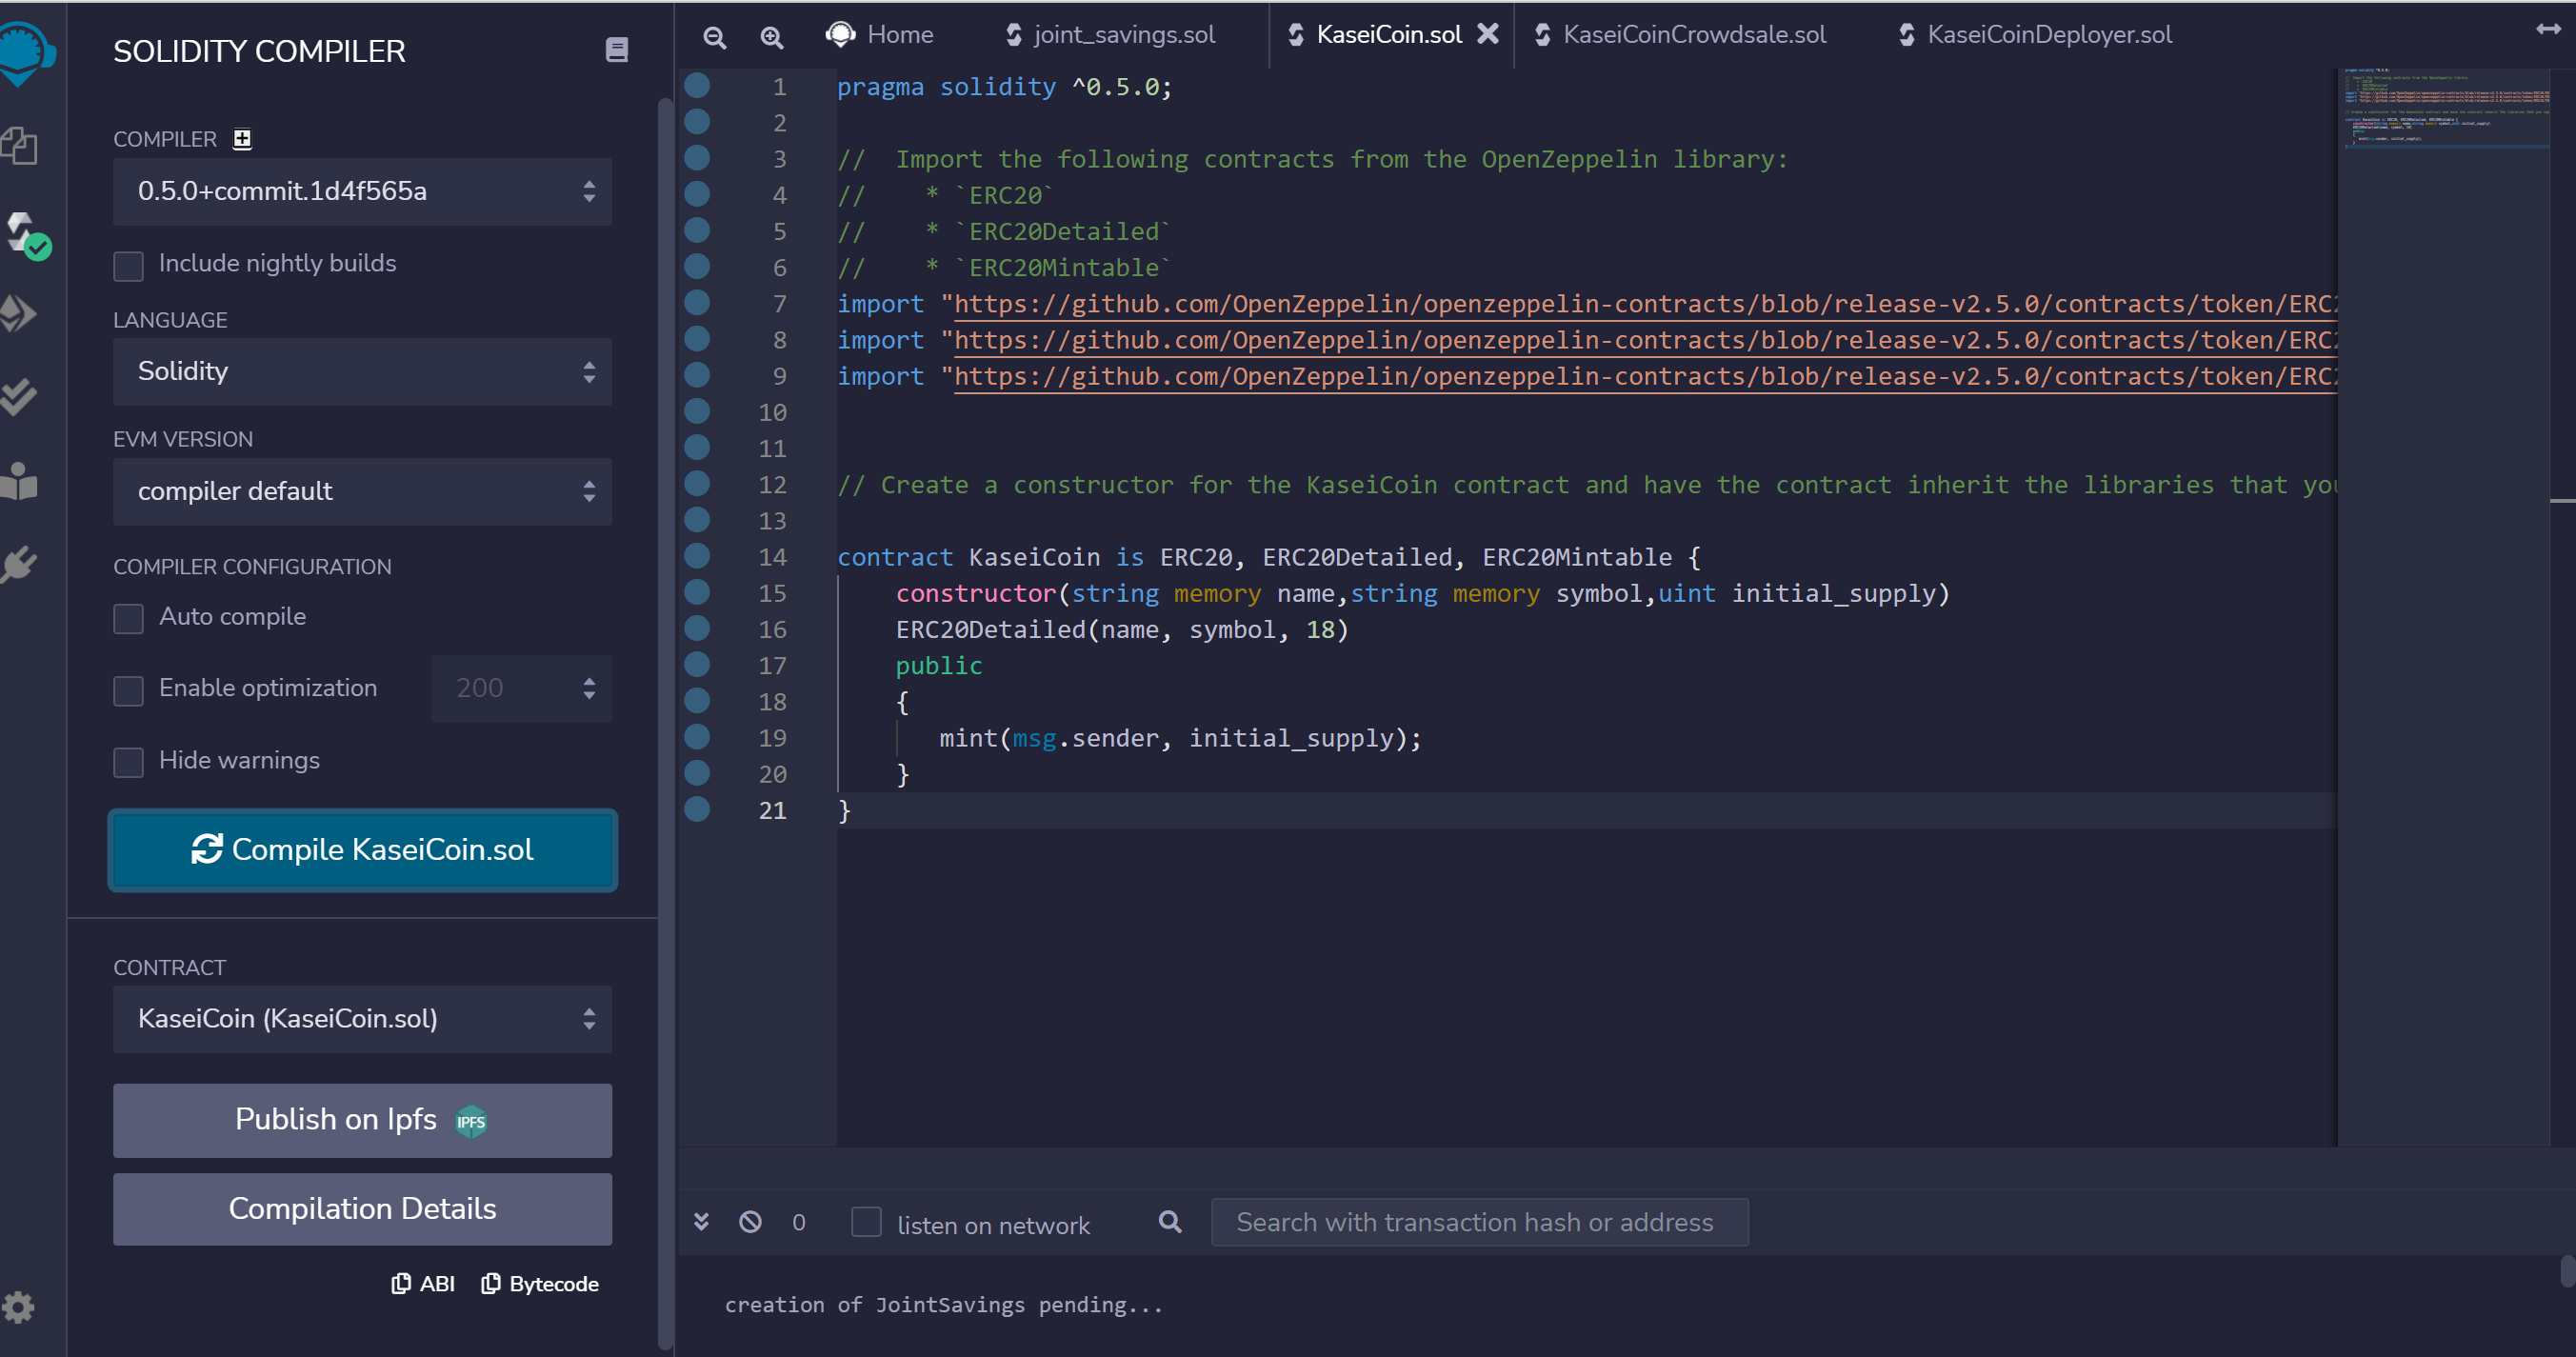 SOLIDITY COMPILER
COMPILER
0.5.0+commit.1d4f565a
Include nightly builds
LANGUAGE
Solidity
EVM VERSION
compiler default
COMPILER CONFIGURATION
Auto compile
Enable optimization 200
Hide warnings
Compile KaseiCoin.sol
CONTRACT
KaseiCoin (KaseiCoin.sol)
Publish on Ipfs IPFS
Compilation Details
ABI Bytecode
Home joint_savings.sol KaseiCoin.sol KaseiCoinCrowdsale.sol KaseiCoinDeployer.sol
1 pragma solidity ^0.5.0;
2
3 //  Import the following contracts from the OpenZeppelin library:
4 //    * `ERC20`
5 //    * `ERC20Detailed`
6 //    * `ERC20Mintable`
7 import "https://github.com/OpenZeppelin/openzeppelin-contracts/blob/release-v2.5.0/contracts/token/ERC2
8 import "https://github.com/OpenZeppelin/openzeppelin-contracts/blob/release-v2.5.0/contracts/token/ERC2
9 import "https://github.com/OpenZeppelin/openzeppelin-contracts/blob/release-v2.5.0/contracts/token/ERC2
10
11
12 // Create a constructor for the KaseiCoin contract and have the contract inherit the libraries that you
13
14 contract KaseiCoin is ERC20, ERC20Detailed, ERC20Mintable {
15     constructor(string memory name,string memory symbol,uint initial_supply)
16     ERC20Detailed(name, symbol, 18)
17     public
18     {
19        mint(msg.sender, initial_supply);
20     }
21 }
0 listen on network Search with transaction hash or address
creation of JointSavings pending...